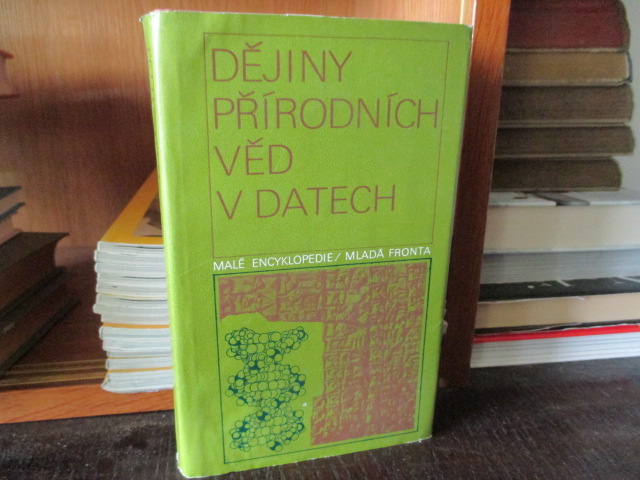 DĚJINY
PŘÍRODNÍCH
VĚD
V DATECH
MALÉ ENCYKLOPEDIE/MLADÁ FRONTA